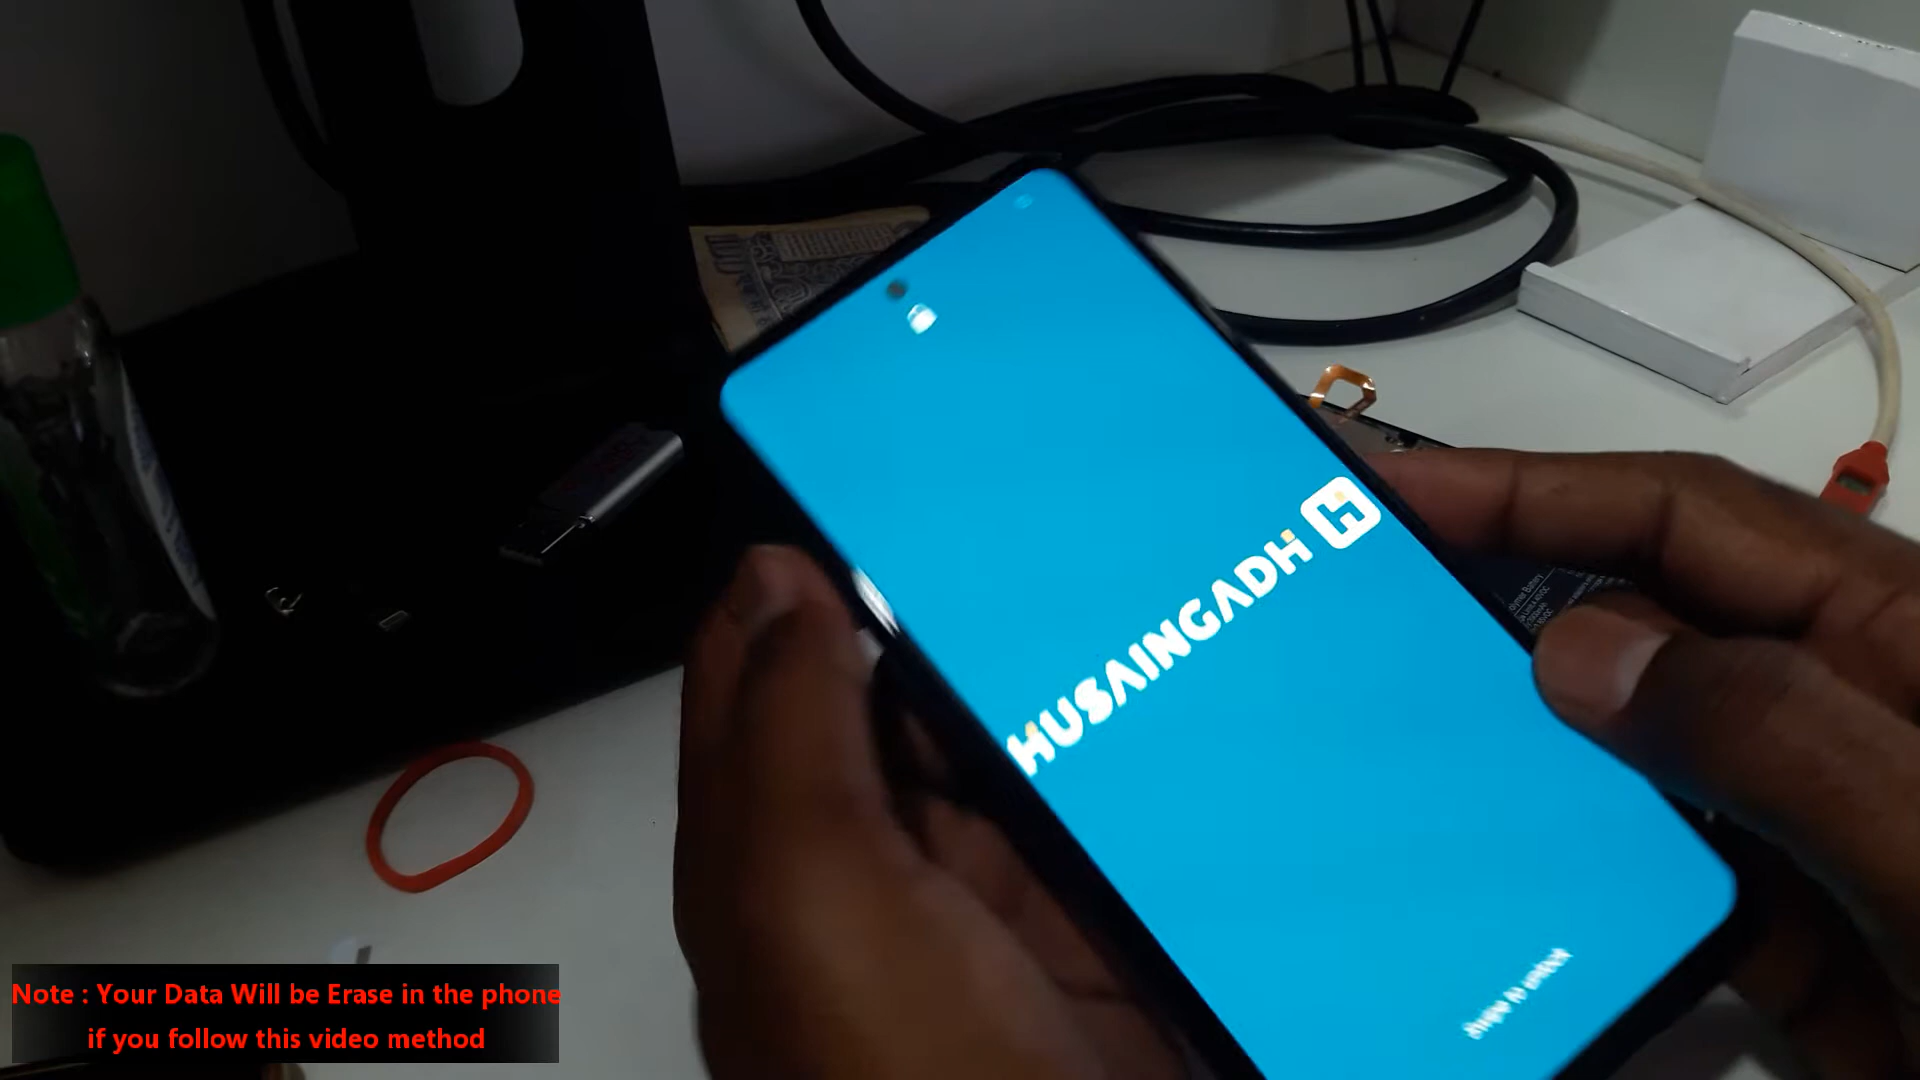 HUSAINGADH
Swipe to unlock
Note : Your Data Will be Erase in the phone
if you follow this video method